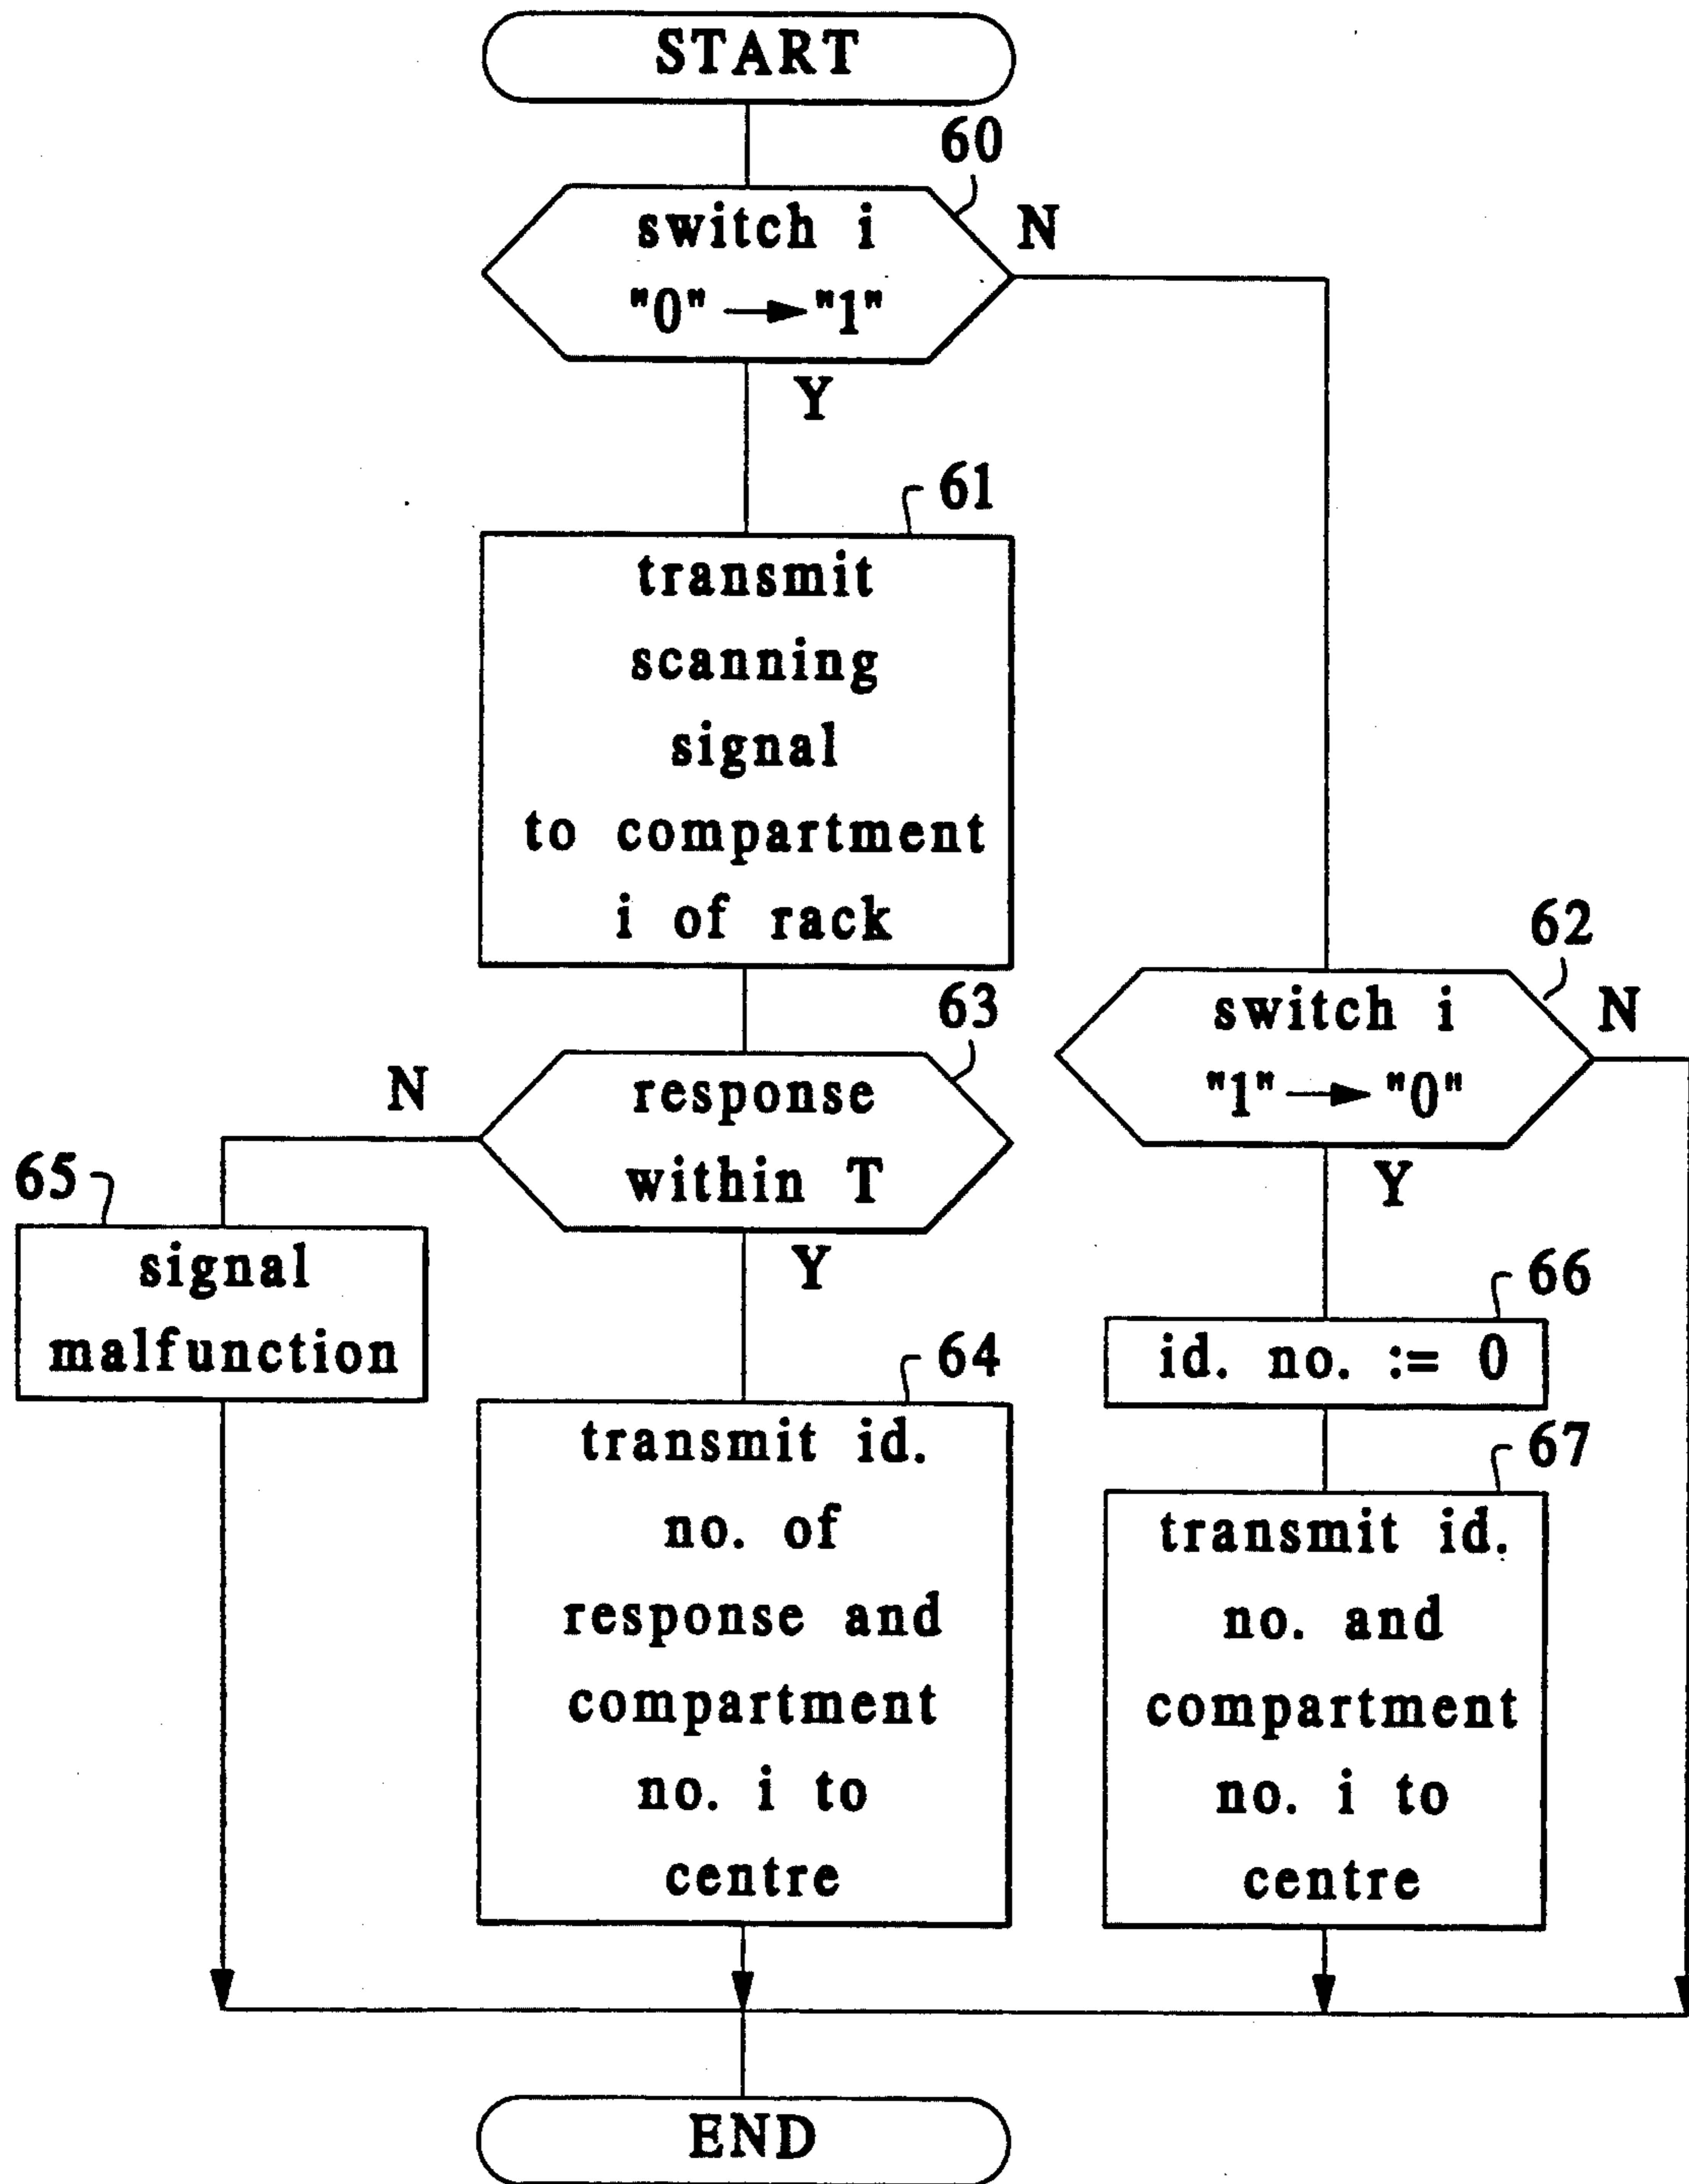 START
60
switch i
"0" → "1"
N
Y
61
transmit
scanning
signal
to compartment
i of rack
62
switch i
"1" → "0"
N
Y
63
response
within T
N
Y
65
signal
malfunction
64
transmit id.
no. of
response and
compartment
no. i to
centre
66
id. no. := 0
67
transmit id.
no. and
compartment
no. i to
centre
END